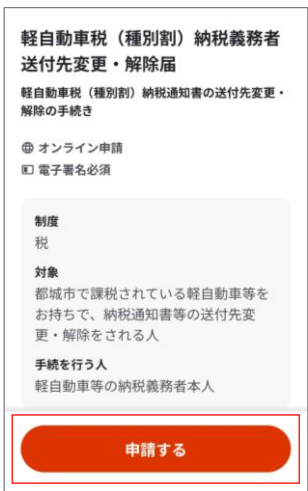 軽自動車税（種別割）納税義務者
送付先変更・解除届
軽自動車税（種別割）納税通知書の送付先変更・
解除の手続き
オンライン申請
電子署名必須
制度
税
対象
都城市で課税されている軽自動車等を
お持ちで、納税通知書等の送付先変
更・解除をされる人
手続を行う人
軽自動車等の納税義務者本人
申請する